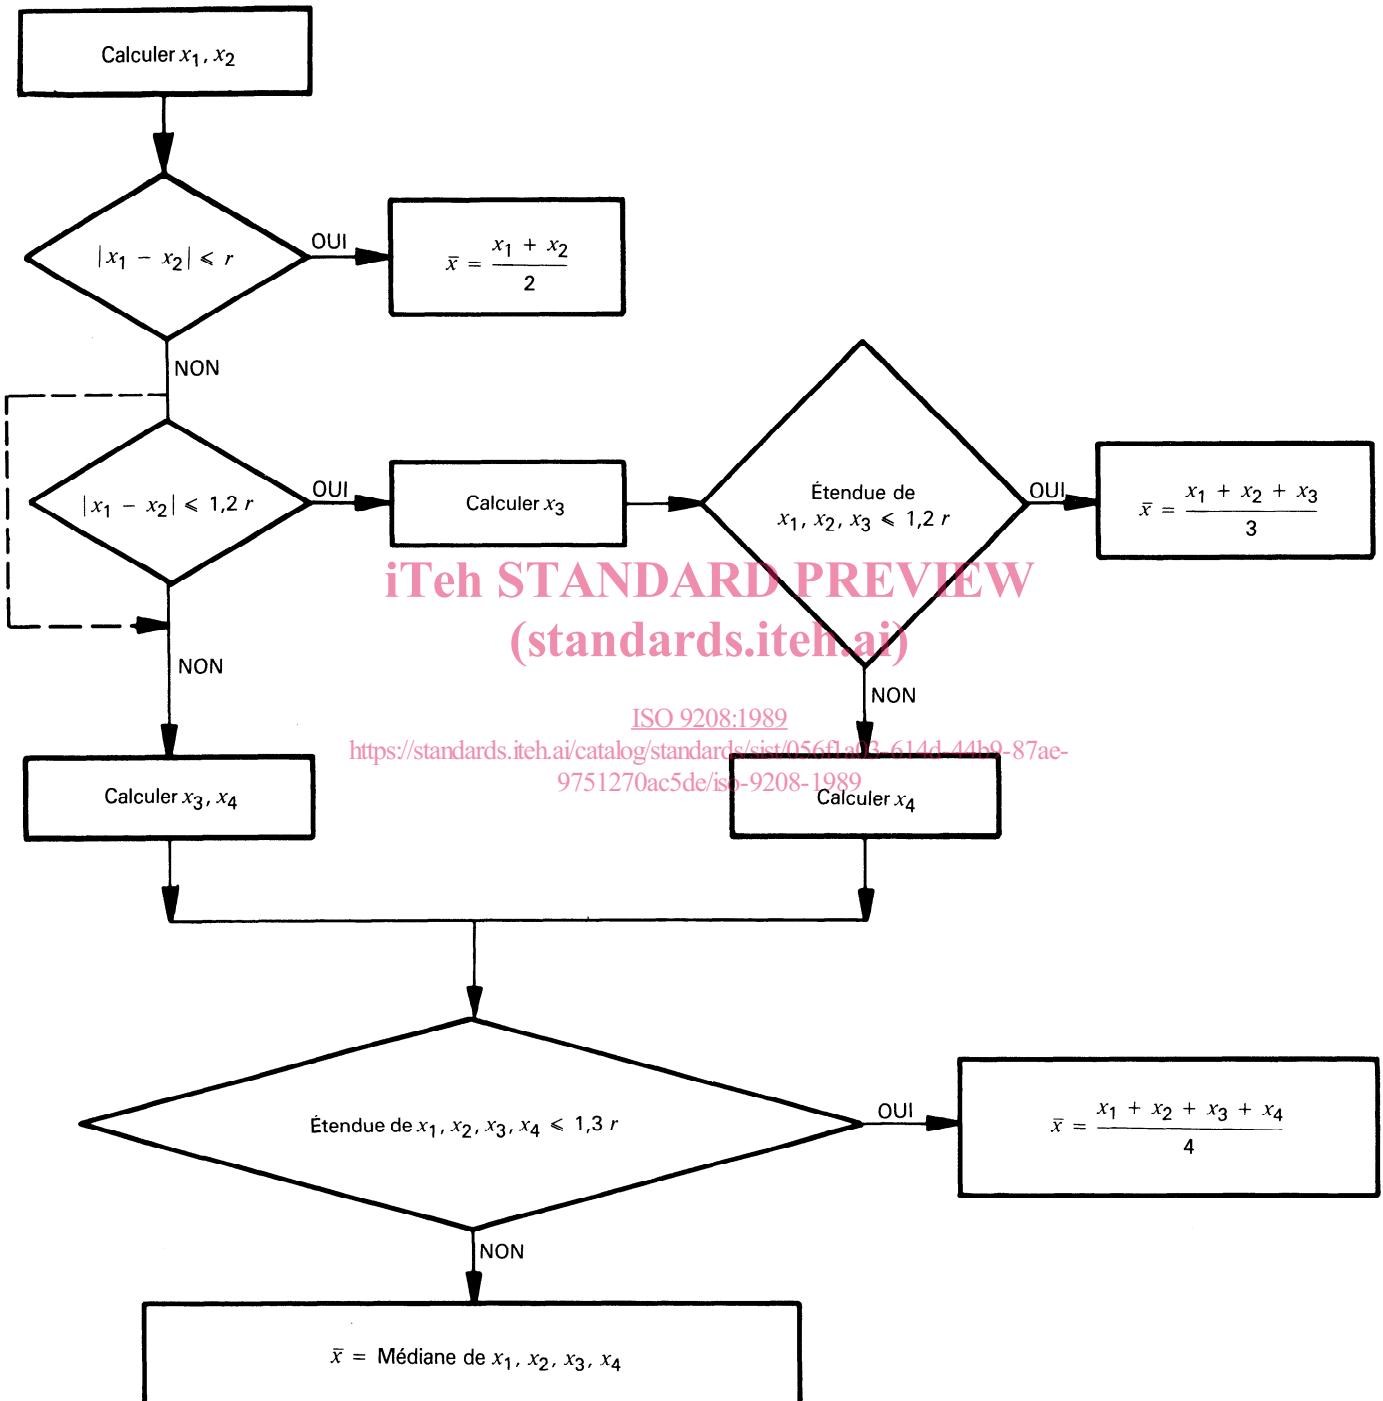 Calculer x₁, x₂
|x₁ − x₂| ⩽ r
OUI
x̄ = (x₁ + x₂) / 2
NON
|x₁ − x₂| ⩽ 1,2 r
OUI
Calculer x₃
Étendue de
x₁, x₂, x₃ ⩽ 1,2 r
OUI
x̄ = (x₁ + x₂ + x₃) / 3
iTeh STANDARD PREVIEW
(standards.iteh.ai)
NON
NON
ISO 9208:1989
https://standards.iteh.ai/catalog/standards/sist/056f1a03-614d-44b9-87ae-
9751270ac5de/iso-9208-1989
Calculer x₃, x₄
Calculer x₄
Étendue de x₁, x₂, x₃, x₄ ⩽ 1,3 r
OUI
x̄ = (x₁ + x₂ + x₃ + x₄) / 4
NON
x̄ = Médiane de x₁, x₂, x₃, x₄